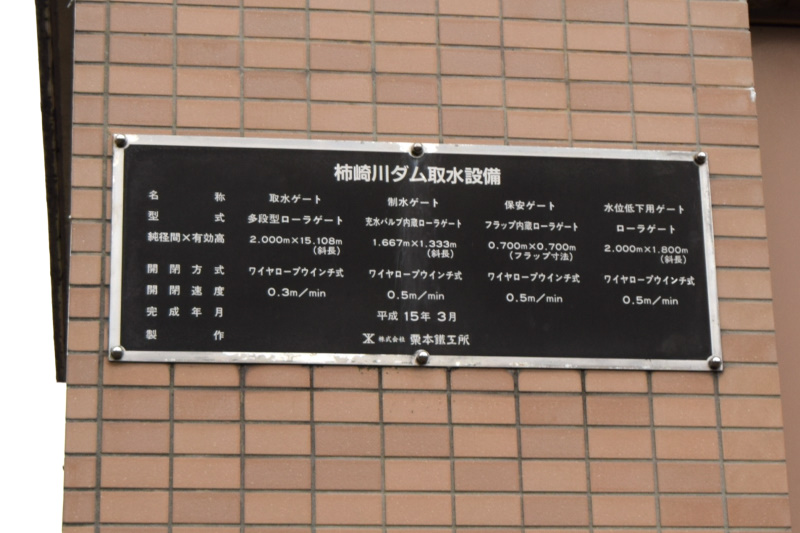 柿崎川ダム取水設備
名称 取水ゲート 制水ゲート 保安ゲート 水位低下用ゲート
型式 多段型ローラゲート 充水バルブ内蔵ローラゲート フラップ内蔵ローラゲート ローラゲート
純径間×有効高 2.000m×15.108m 1.667m×1.333m 0.700m×0.700m 2.000m×1.800m
(斜長) (斜長) (フラップ寸法) (斜長)
開閉方式 ワイヤロープウインチ式 ワイヤロープウインチ式 ワイヤロープウインチ式 ワイヤロープウインチ式
開閉速度 0.3m/min 0.5m/min 0.5m/min 0.5m/min
完成年月 平成15年3月
製作 株式会社 栗本鐵工所